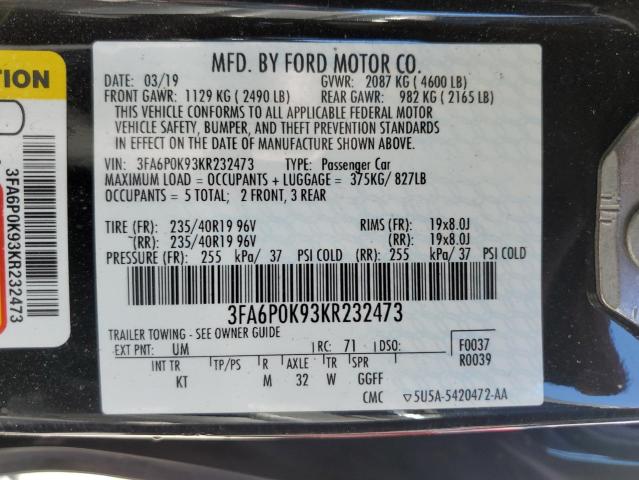 TION
3FA6P0K93KR232473
MFD. BY FORD MOTOR CO.
DATE: 03/19 GVWR: 2087 KG (4600 LB)
FRONT GAWR: 1129 KG (2490 LB) REAR GAWR: 982 KG (2165 LB)
THIS VEHICLE CONFORMS TO ALL APPLICABLE FEDERAL MOTOR
VEHICLE SAFETY, BUMPER, AND THEFT PREVENTION STANDARDS
IN EFFECT ON THE DATE OF MANUFACTURE SHOWN ABOVE.
VIN: 3FA6P0K93KR232473 TYPE: Passenger Car
MAXIMUM LOAD = OCCUPANTS + LUGGAGE = 375KG/ 827LB
OCCUPANTS = 5 TOTAL; 2 FRONT, 3 REAR
TIRE (FR): 235/40R19 96V RIMS (FR): 19x8.0J
(RR): 235/40R19 96V (RR): 19x8.0J
PRESSURE (FR): 255 kPa/ 37 PSI COLD (RR): 255 kPa/ 37 PSI COLD
3FA6P0K93KR232473
TRAILER TOWING - SEE OWNER GUIDE
EXT PNT: UM RC: 71 DSO: F0037
R0039
INT TR TP/PS R AXLE TR SPR
KT M 32 W GGFF
CMC ▽5U5A-5420472-AA